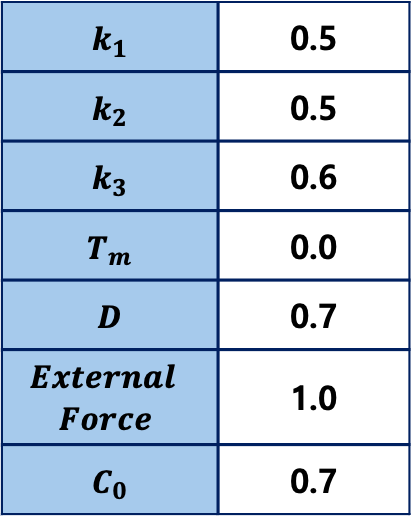 k₁ 0.5
k₂ 0.5
k₃ 0.6
Tₘ 0.0
D 0.7
External
Force 1.0
C₀ 0.7